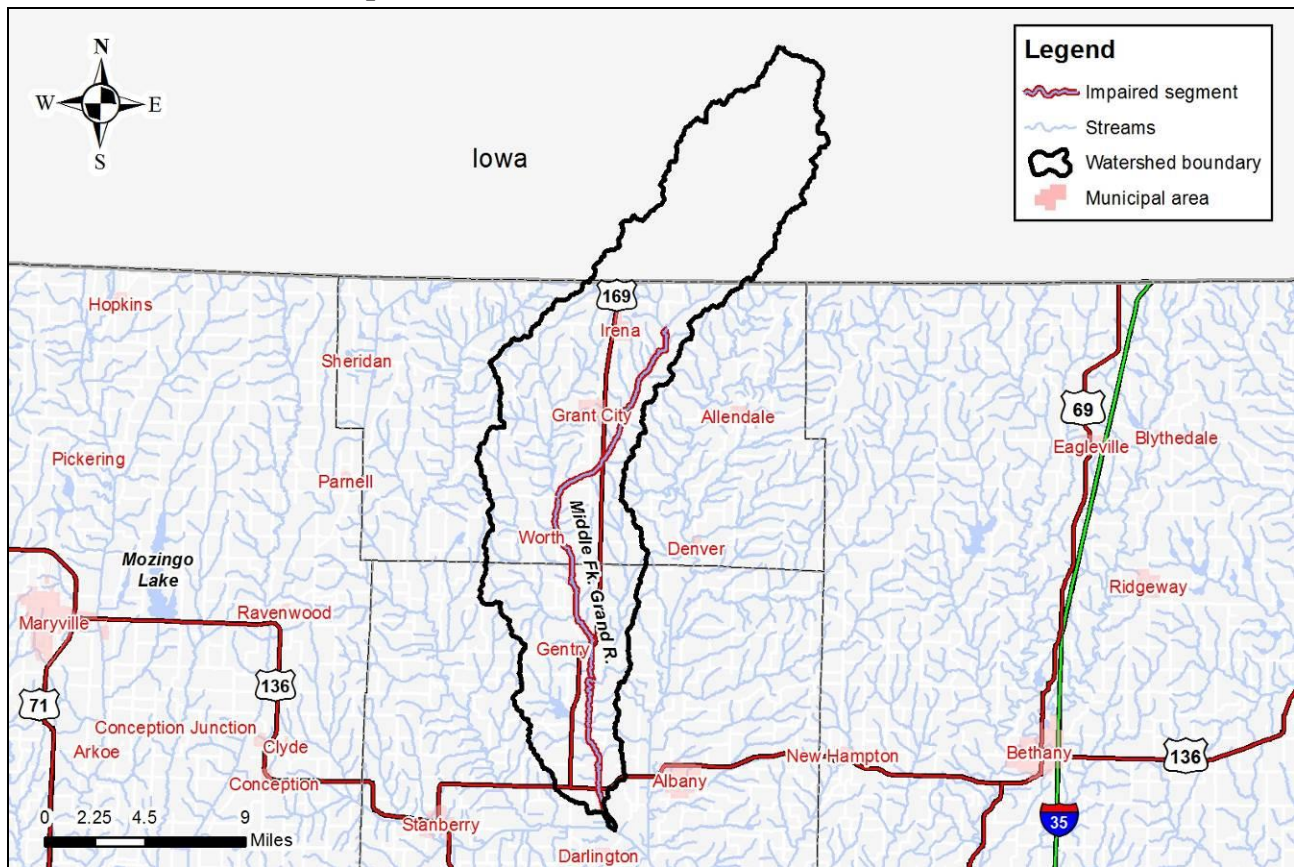 N
W E
S
Iowa
Legend
Impaired segment
Streams
Watershed boundary
Municipal area
Hopkins
169
Irena
Sheridan
Grant City
Allendale
69
Eagleville
Blythedale
Pickering
Parnell
Middle Fk. Grand R.
Worth
Denver
Mozingo
Lake
Ridgeway
Ravenwood
Maryville
Gentry
136
71
Conception Junction
Arkoe
Clyde
New Hampton
Bethany
136
Albany
Conception
0 2.25 4.5 9
Miles
Stanberry
35
Darlington